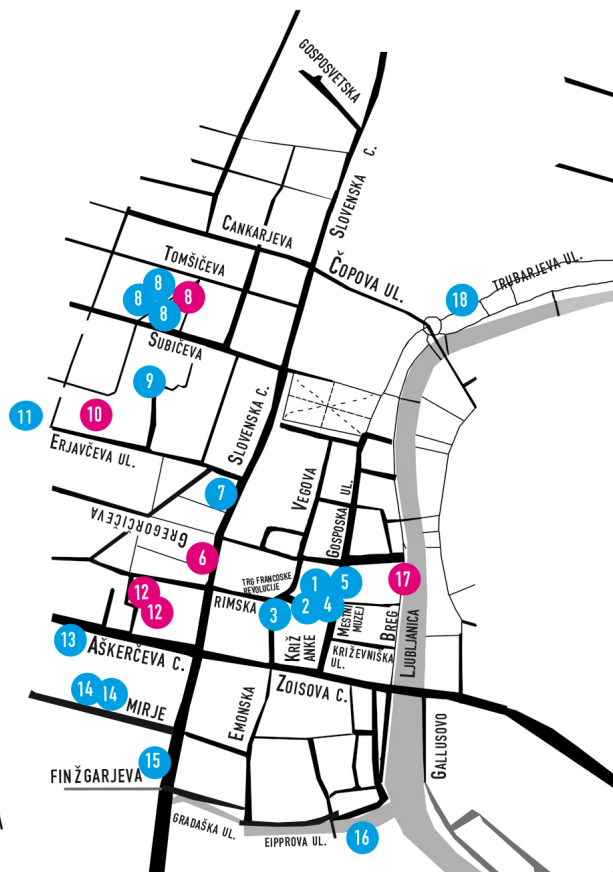 GOSPOSVETSKA
SLOVENSKA C.
CANKARJEVA
TOMŠIČEVA
ČOPOVA UL.
TRUBARJEVA UL.
18
8
8
8
8
SUBIČEVA
9
10
11
SLOVENSKA C.
ERJAVČEVA UL.
7
VEGOVA
GOSPOSKA UL.
GREGORČIČEVA
6
TRG FRANCOSKE
REVOLUCIJE
1
5
17
12
12
RIMSKA
3
2
4
MESTNI
MUZEJ
BREG
LJUBLJANICA
13
AŠKERČEVA C.
KRIŽ
ANKE
KRIŽEVNIŠKA
UL.
ZOISOVA C.
14
14
MIRJE
EMONSKA
GALLUSOVO
15
FINŽGARJEVA
GRADAŠKA UL.
EIPPROVA UL.
16